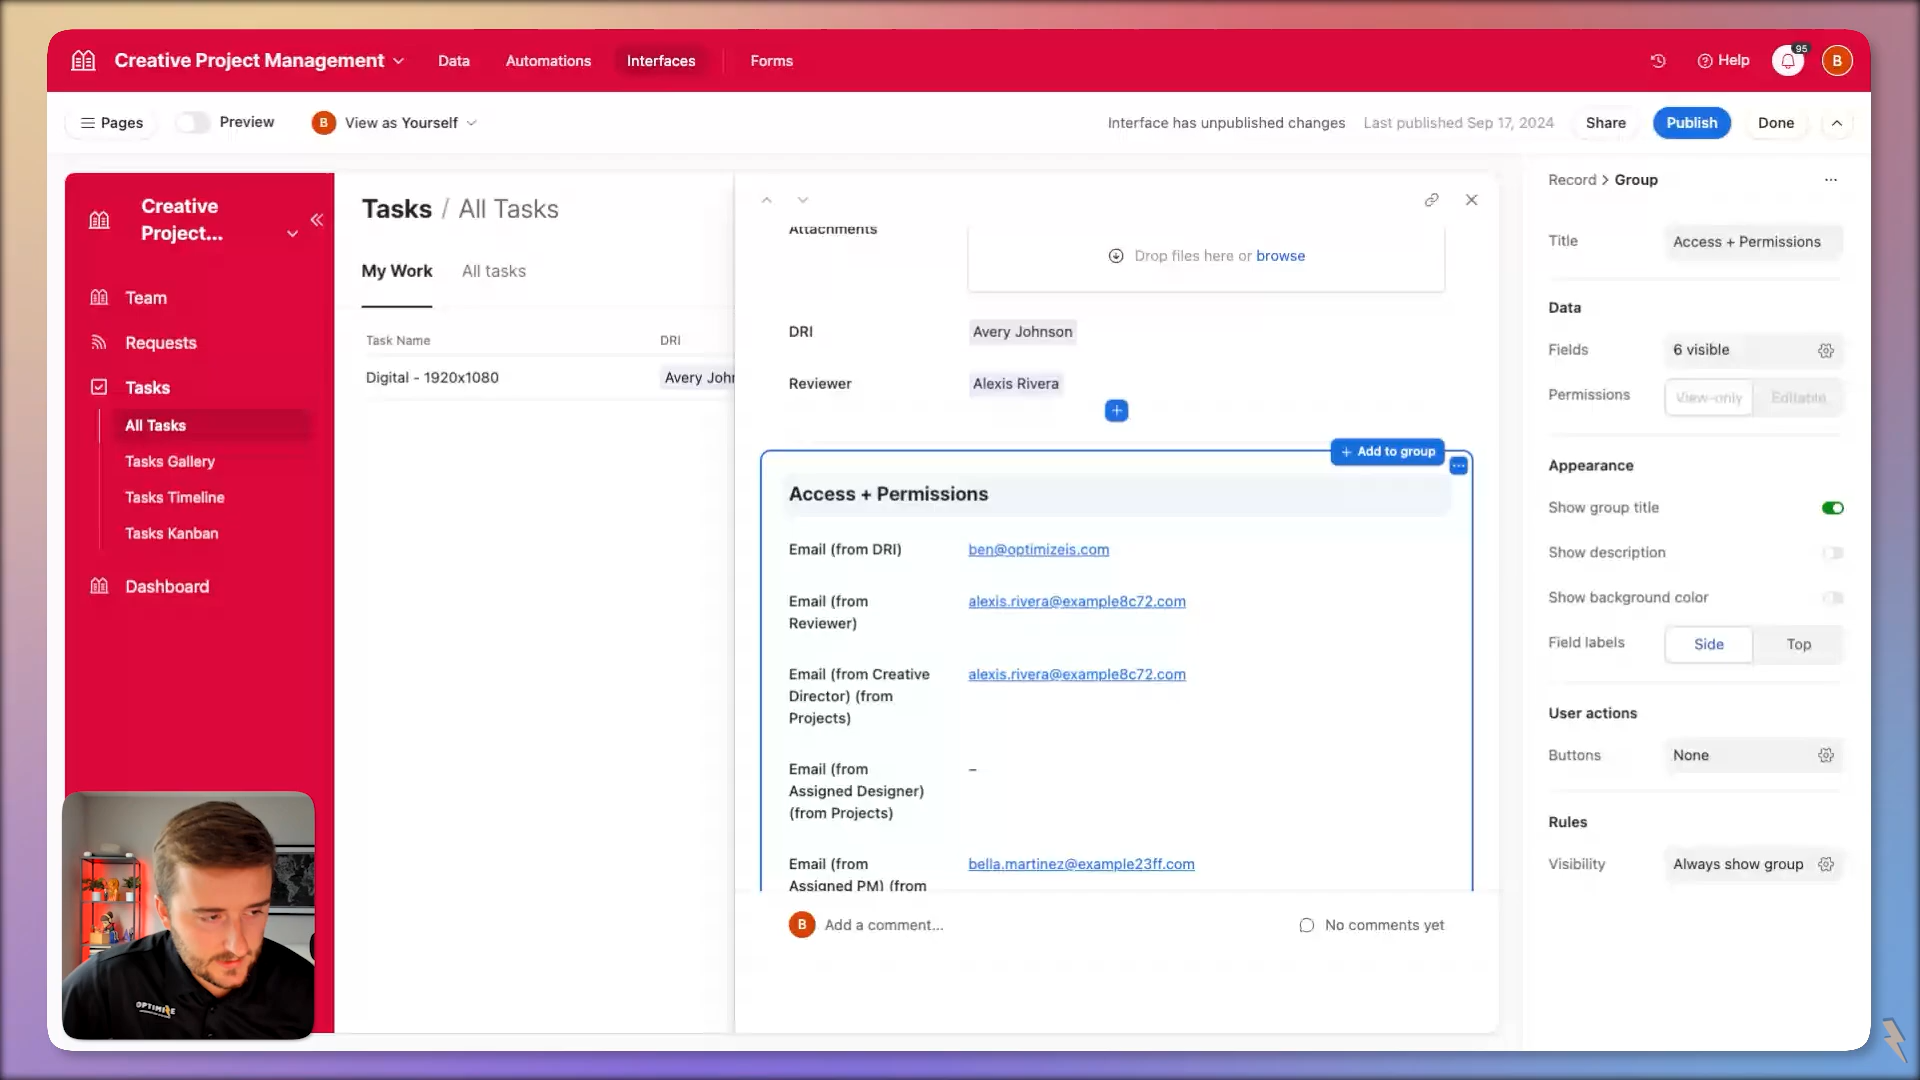 Creative Project Management
Data
Automations
Interfaces
Forms
Help
95
B
Pages
Preview
B
View as Yourself
Interface has unpublished changes
Last published Sep 17, 2024
Share
Publish
Done
Creative
Project...
Team
Requests
Tasks
All Tasks
Tasks Gallery
Tasks Timeline
Tasks Kanban
Dashboard
Tasks / All Tasks
My Work
All tasks
Task Name
DRI
Digital - 1920x1080
Avery John
Attachments
Drop files here or browse
DRI
Avery Johnson
Reviewer
Alexis Rivera
+ Add to group
Access + Permissions
Email (from DRI)
ben@optimizeis.com
Email (from
Reviewer)
alexis.rivera@example8c72.com
Email (from Creative
Director) (from
Projects)
alexis.rivera@example8c72.com
Email (from
Assigned Designer)
(from Projects)
–
Email (from
Assigned PM) (from
bella.martinez@example23ff.com
B
Add a comment...
No comments yet
Record > Group
Title
Access + Permissions
Data
Fields
6 visible
Permissions
View-only
Editable
Appearance
Show group title
Show description
Show background color
Field labels
Side
Top
User actions
Buttons
None
Rules
Visibility
Always show group
OPTIMIZE